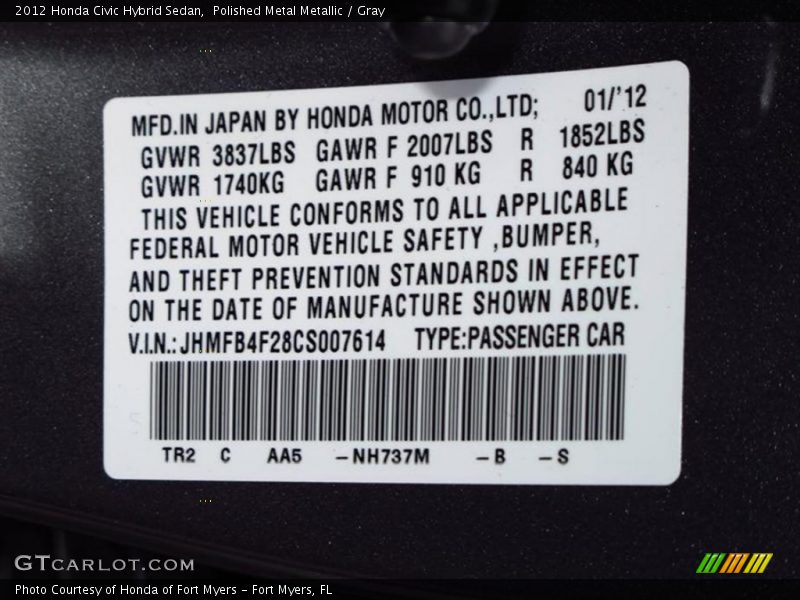 2012 Honda Civic Hybrid Sedan, Polished Metal Metallic / Gray
MFD.IN JAPAN BY HONDA MOTOR CO.,LTD; 01/'12
GVWR 3837LBS GAWR F 2007LBS R 1852LBS
GVWR 1740KG GAWR F 910 KG R 840 KG
THIS VEHICLE CONFORMS TO ALL APPLICABLE
FEDERAL MOTOR VEHICLE SAFETY ,BUMPER,
AND THEFT PREVENTION STANDARDS IN EFFECT
ON THE DATE OF MANUFACTURE SHOWN ABOVE.
V.I.N.:JHMFB4F28CS007614 TYPE:PASSENGER CAR
TR2 C AA5 -NH737M -B -S
GTCARLOT.COM
Photo Courtesy of Honda of Fort Myers - Fort Myers, FL